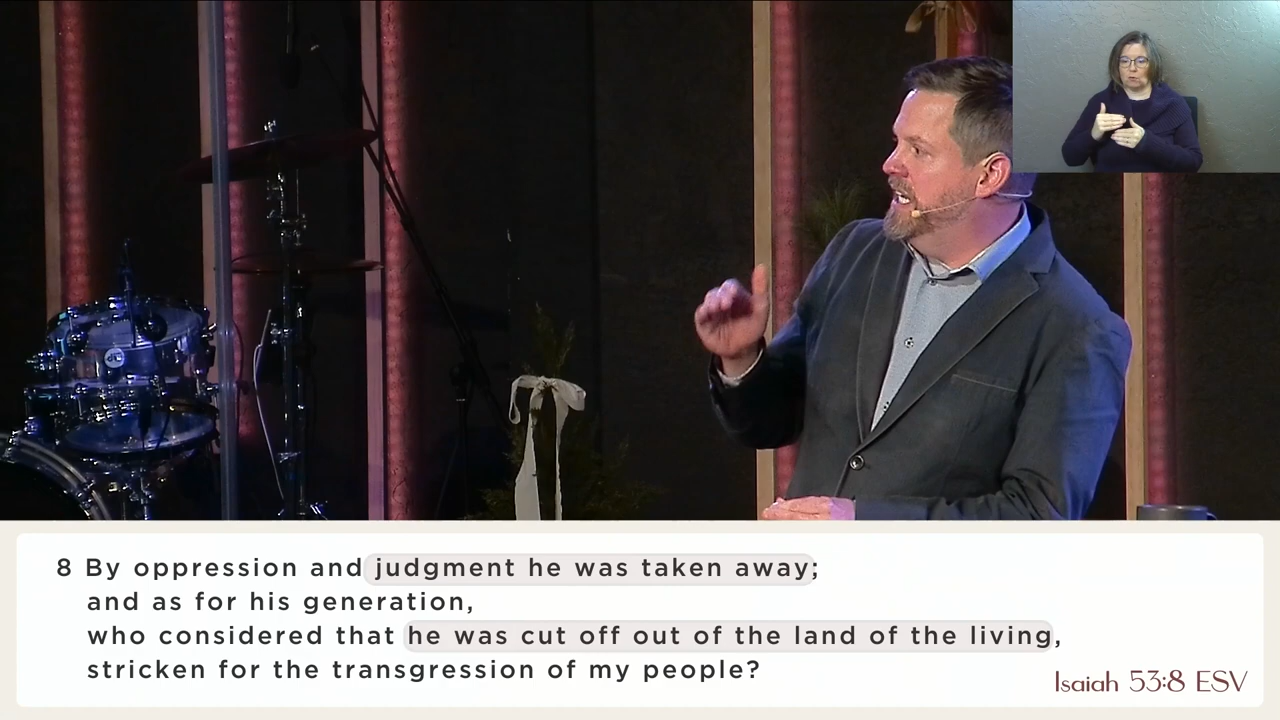 8 By oppression and judgment he was taken away;
and as for his generation,
who considered that he was cut off out of the land of the living,
stricken for the transgression of my people?
Isaiah 53:8 ESV